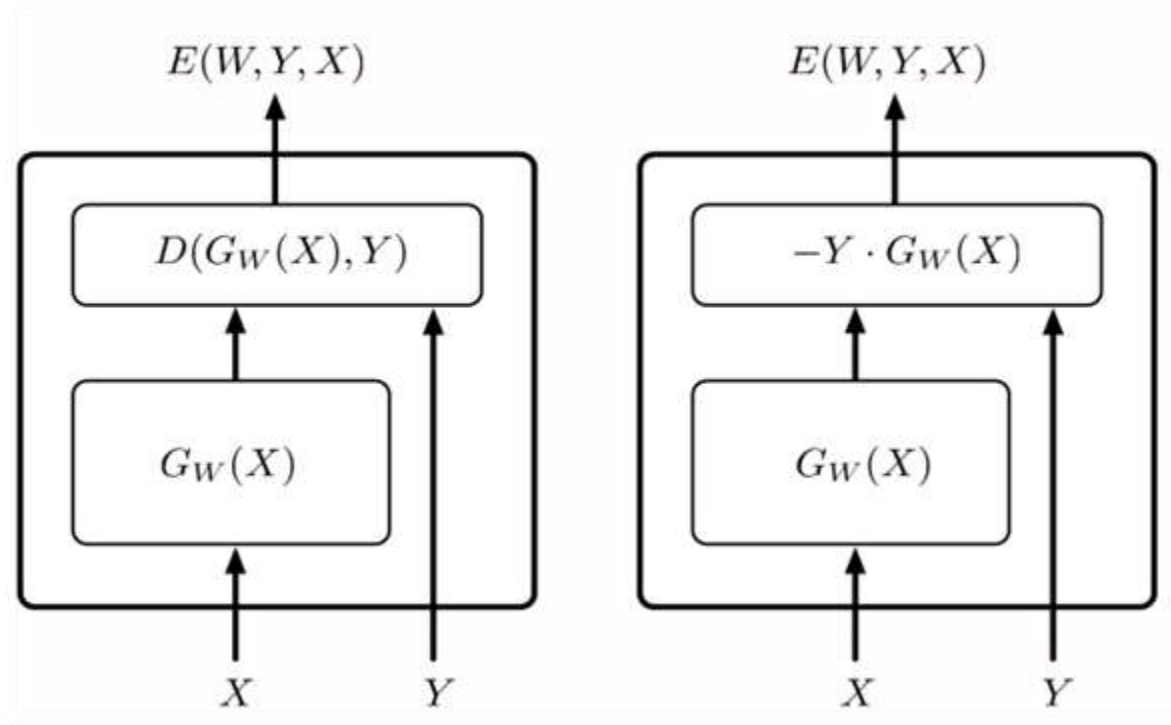 E(W, Y, X)
E(W, Y, X)
D(G_W(X), Y)
−Y · G_W(X)
G_W(X)
G_W(X)
X
Y
X
Y